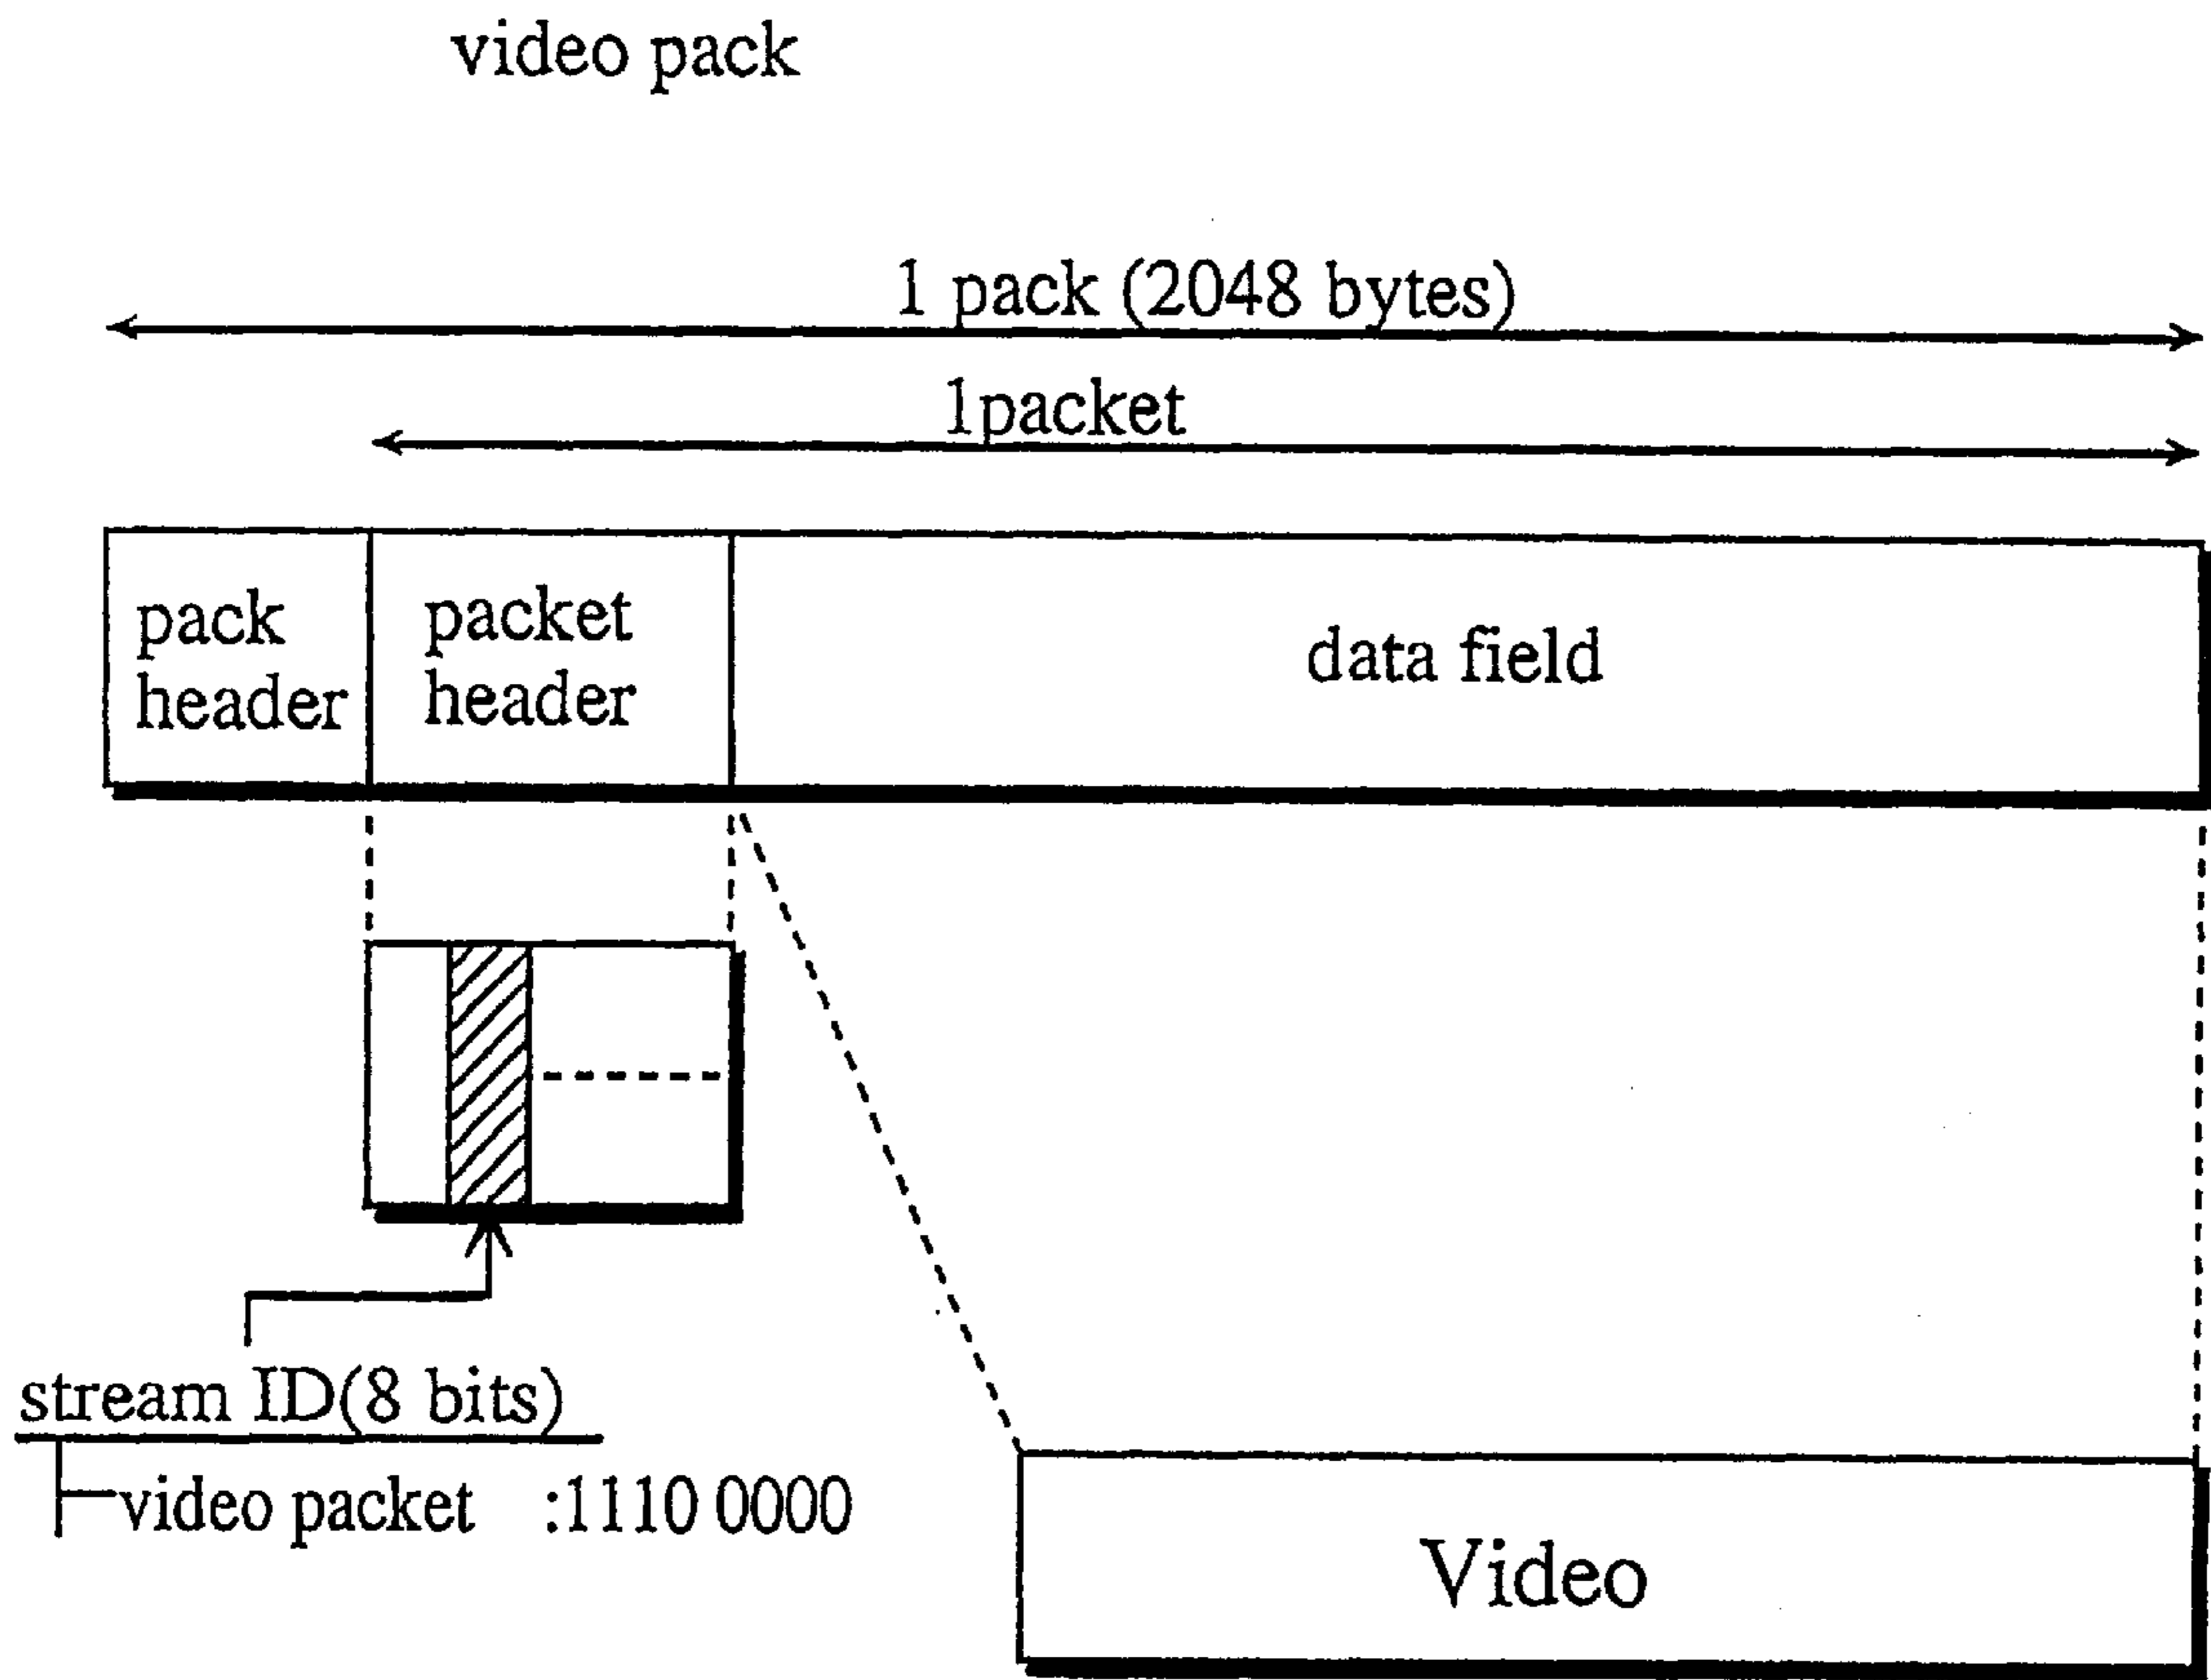 video pack
1 pack (2048 bytes)
1packet
pack
header
packet
header
data field
stream ID(8 bits)
video packet :1110 0000
Video